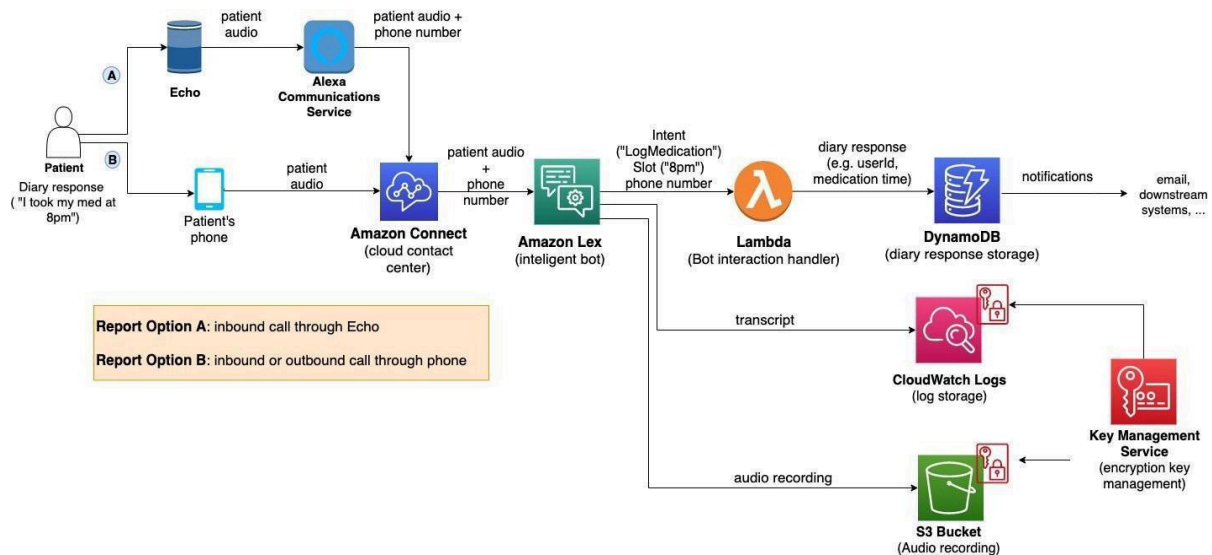 patient
audio
patient audio +
phone number
A
Echo
Alexa
Communications
Service
Patient
Diary response
( "I took my med at
8pm")
B
Patient's
phone
patient
audio
Amazon Connect
(cloud contact
center)
patient audio
+
phone
number
Amazon Lex
(inteligent bot)
Intent
("LogMedication")
Slot ("8pm")
phone number
Lambda
(Bot interaction handler)
diary response
(e.g. userId,
medication time)
DynamoDB
(diary response storage)
notifications
email,
downstream
systems, ...
Report Option A: inbound call through Echo
Report Option B: inbound or outbound call through phone
transcript
CloudWatch Logs
(log storage)
Key Management
Service
(encryption key
management)
audio recording
S3 Bucket
(Audio recording)